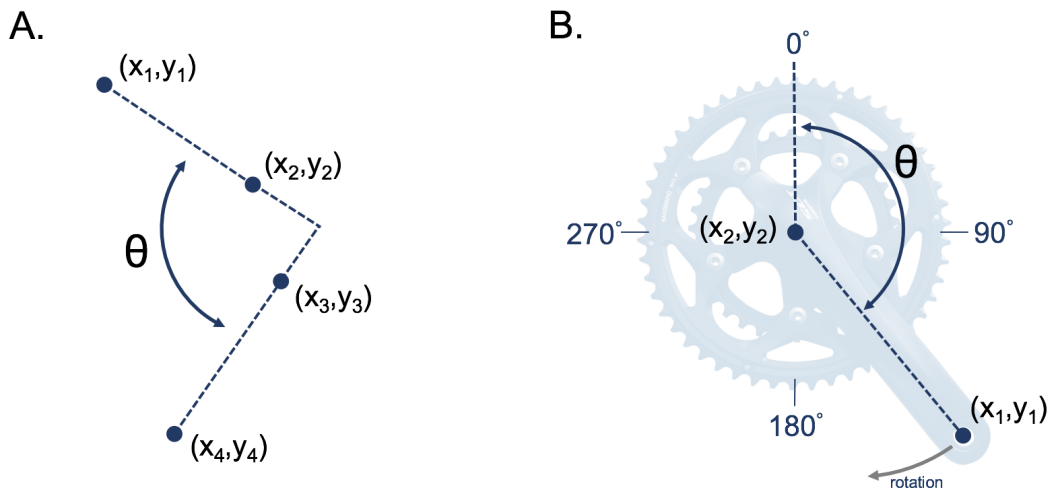 A.
(x₁,y₁)
(x₂,y₂)
θ
(x₃,y₃)
(x₄,y₄)
B.
0°
θ
270°
(x₂,y₂)
90°
180°
(x₁,y₁)
rotation